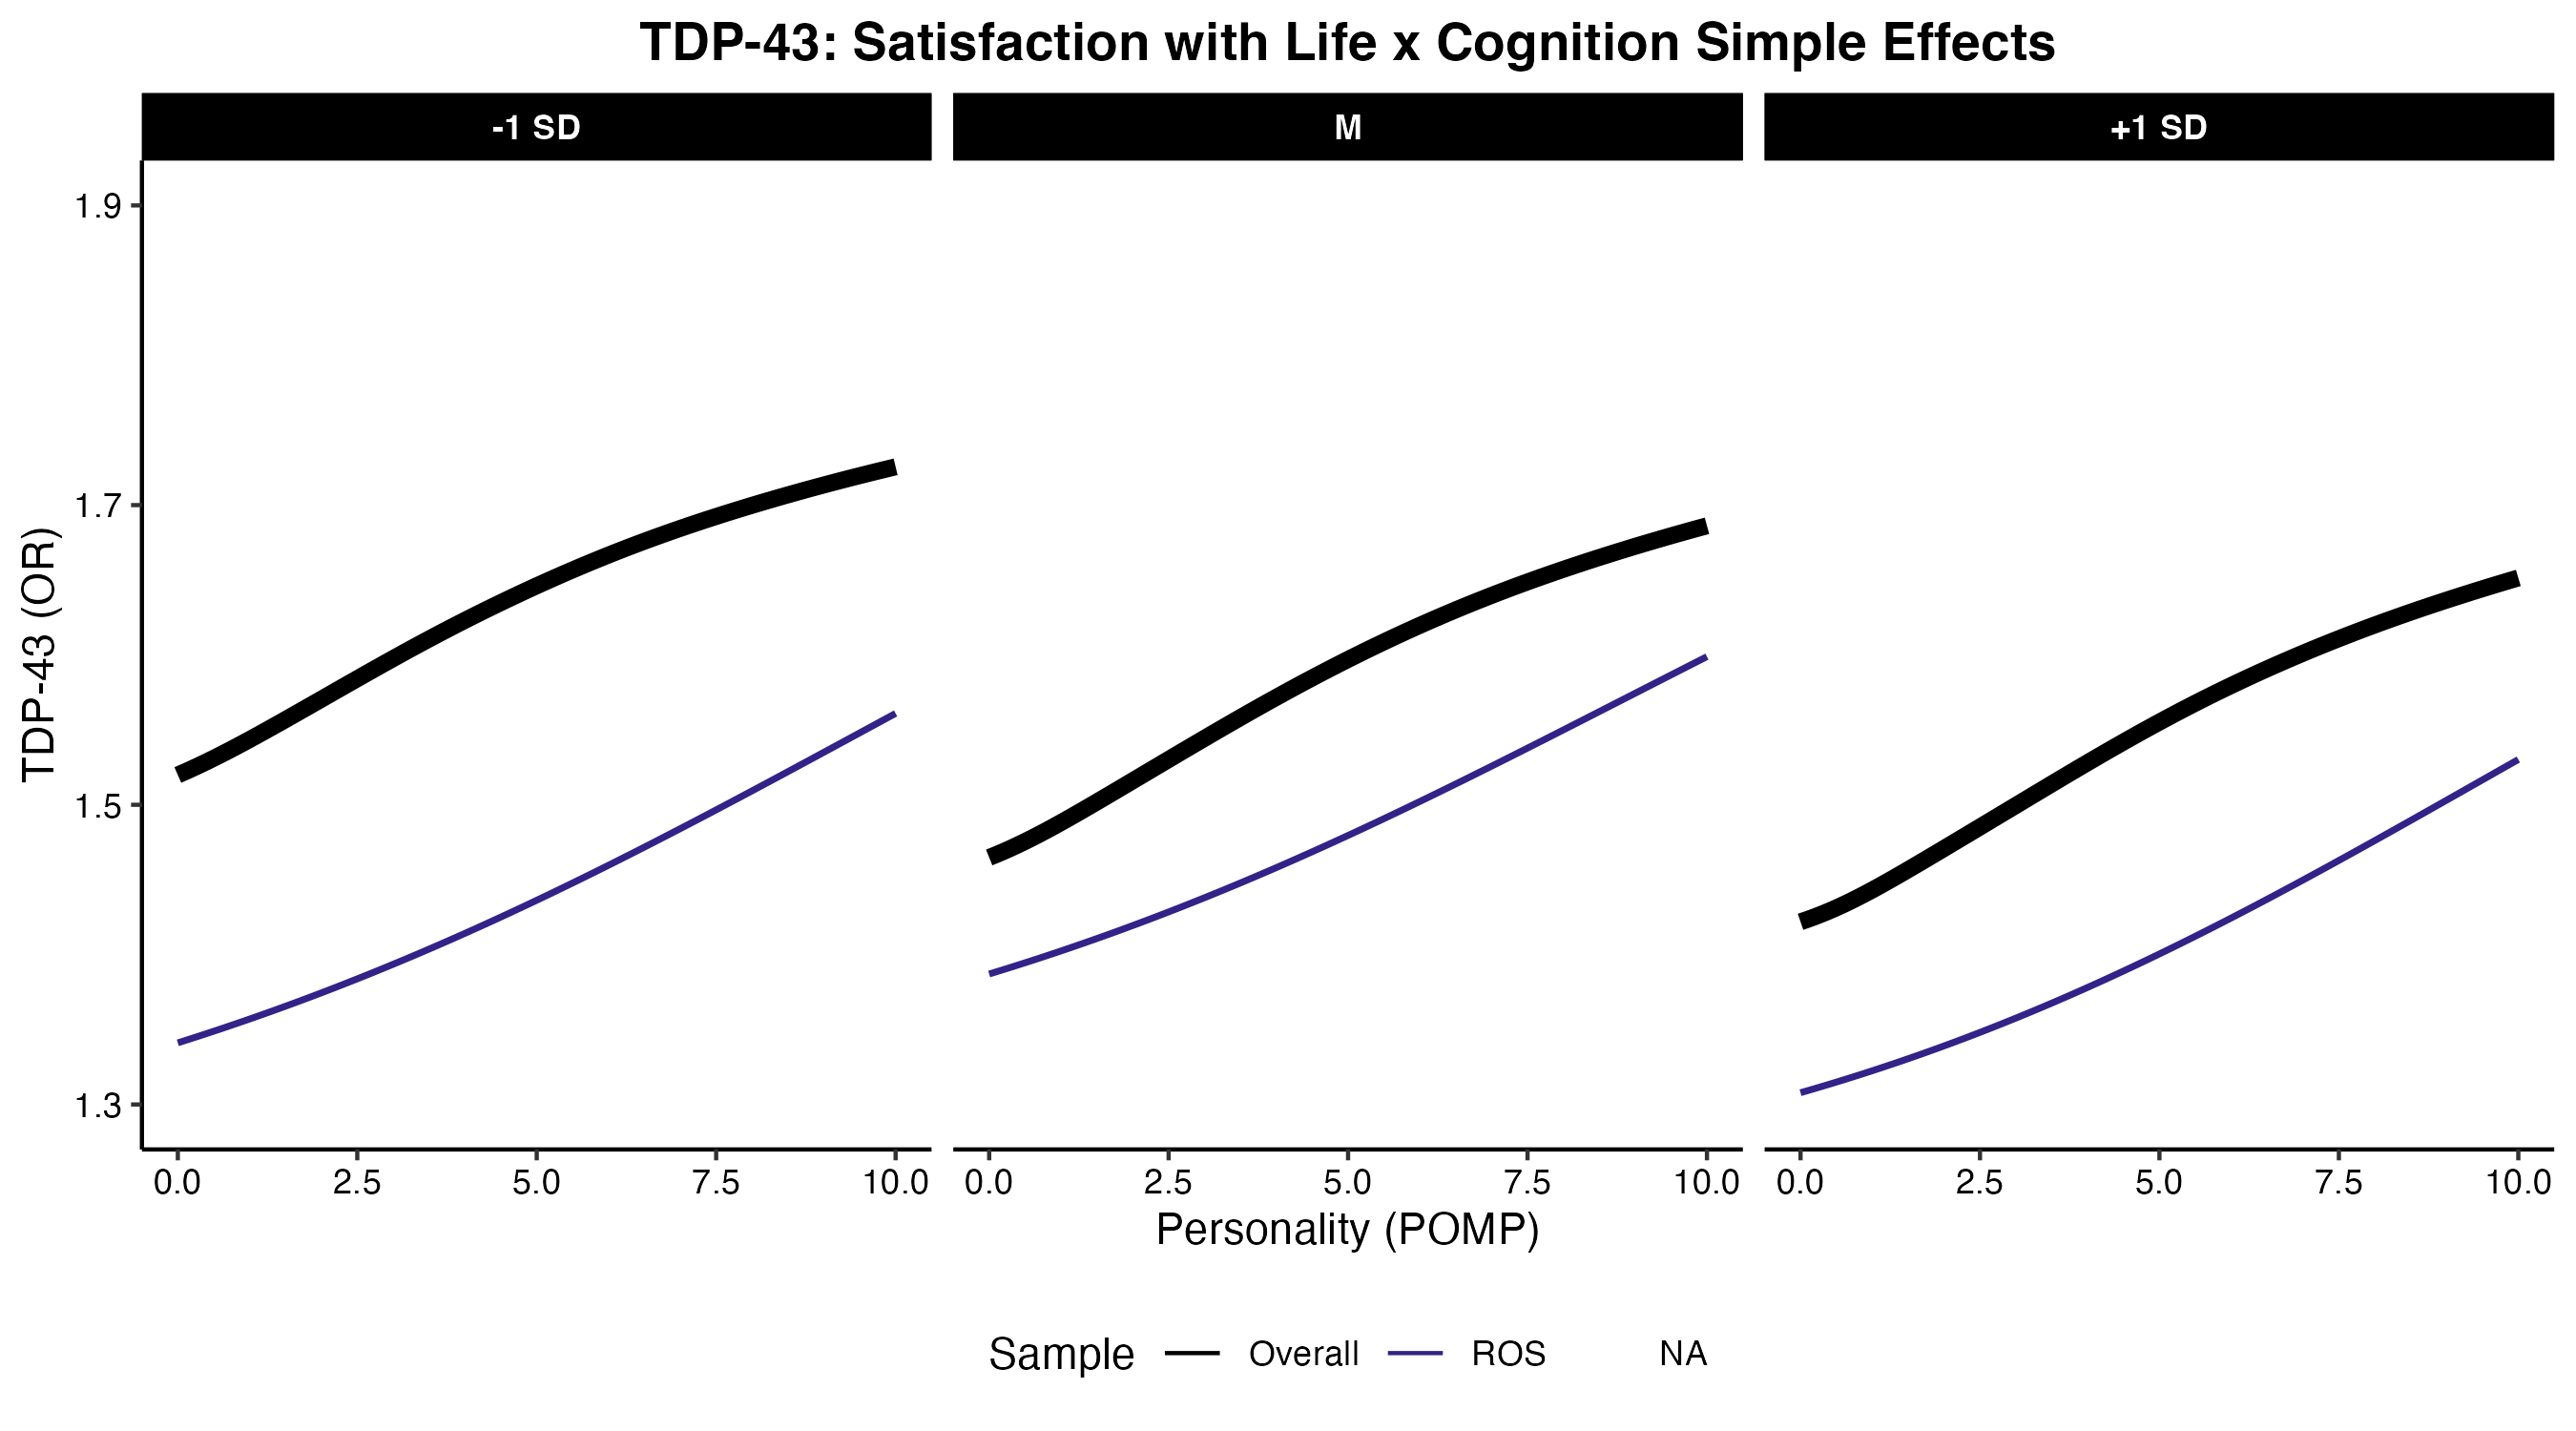 TDP-43: Satisfaction with Life x Cognition Simple Effects
-1 SD M +1 SD
TDP-43 (OR)
1.9
1.7
1.5
1.3
0.0 2.5 5.0 7.5 10.0 0.0 2.5 5.0 7.5 10.0 0.0 2.5 5.0 7.5 10.0
Personality (POMP)
Sample Overall ROS NA